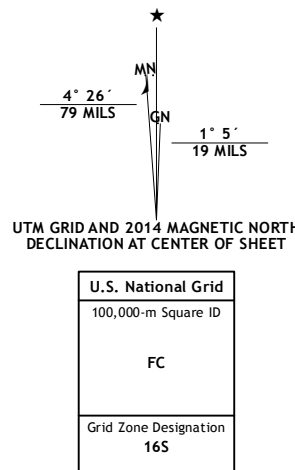 ★
MN
4° 26´
79 MILS
GN
1° 5´
19 MILS
UTM GRID AND 2014 MAGNETIC NORTH
DECLINATION AT CENTER OF SHEET
U.S. National Grid
100,000-m Square ID
FC
Grid Zone Designation
16S